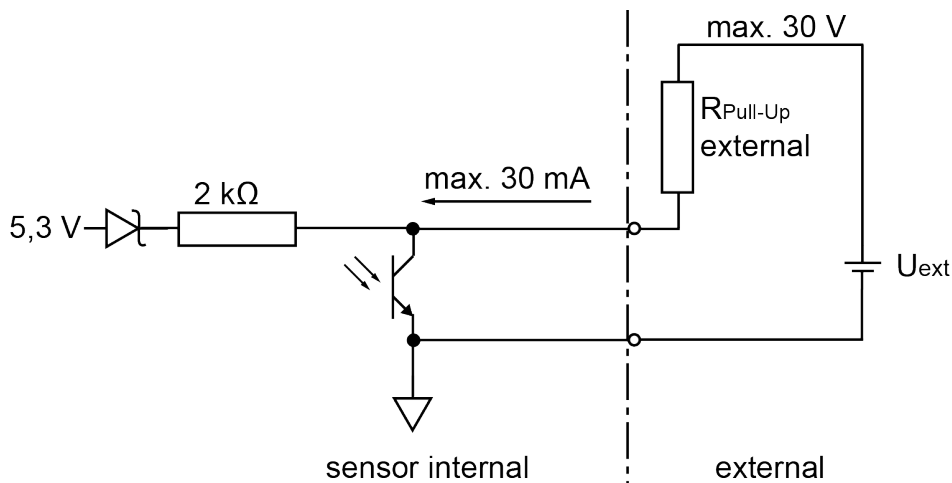 max. 30 V
RPull-Up
external
max. 30 mA
2 kΩ
5,3 V
Uext
sensor internal
external